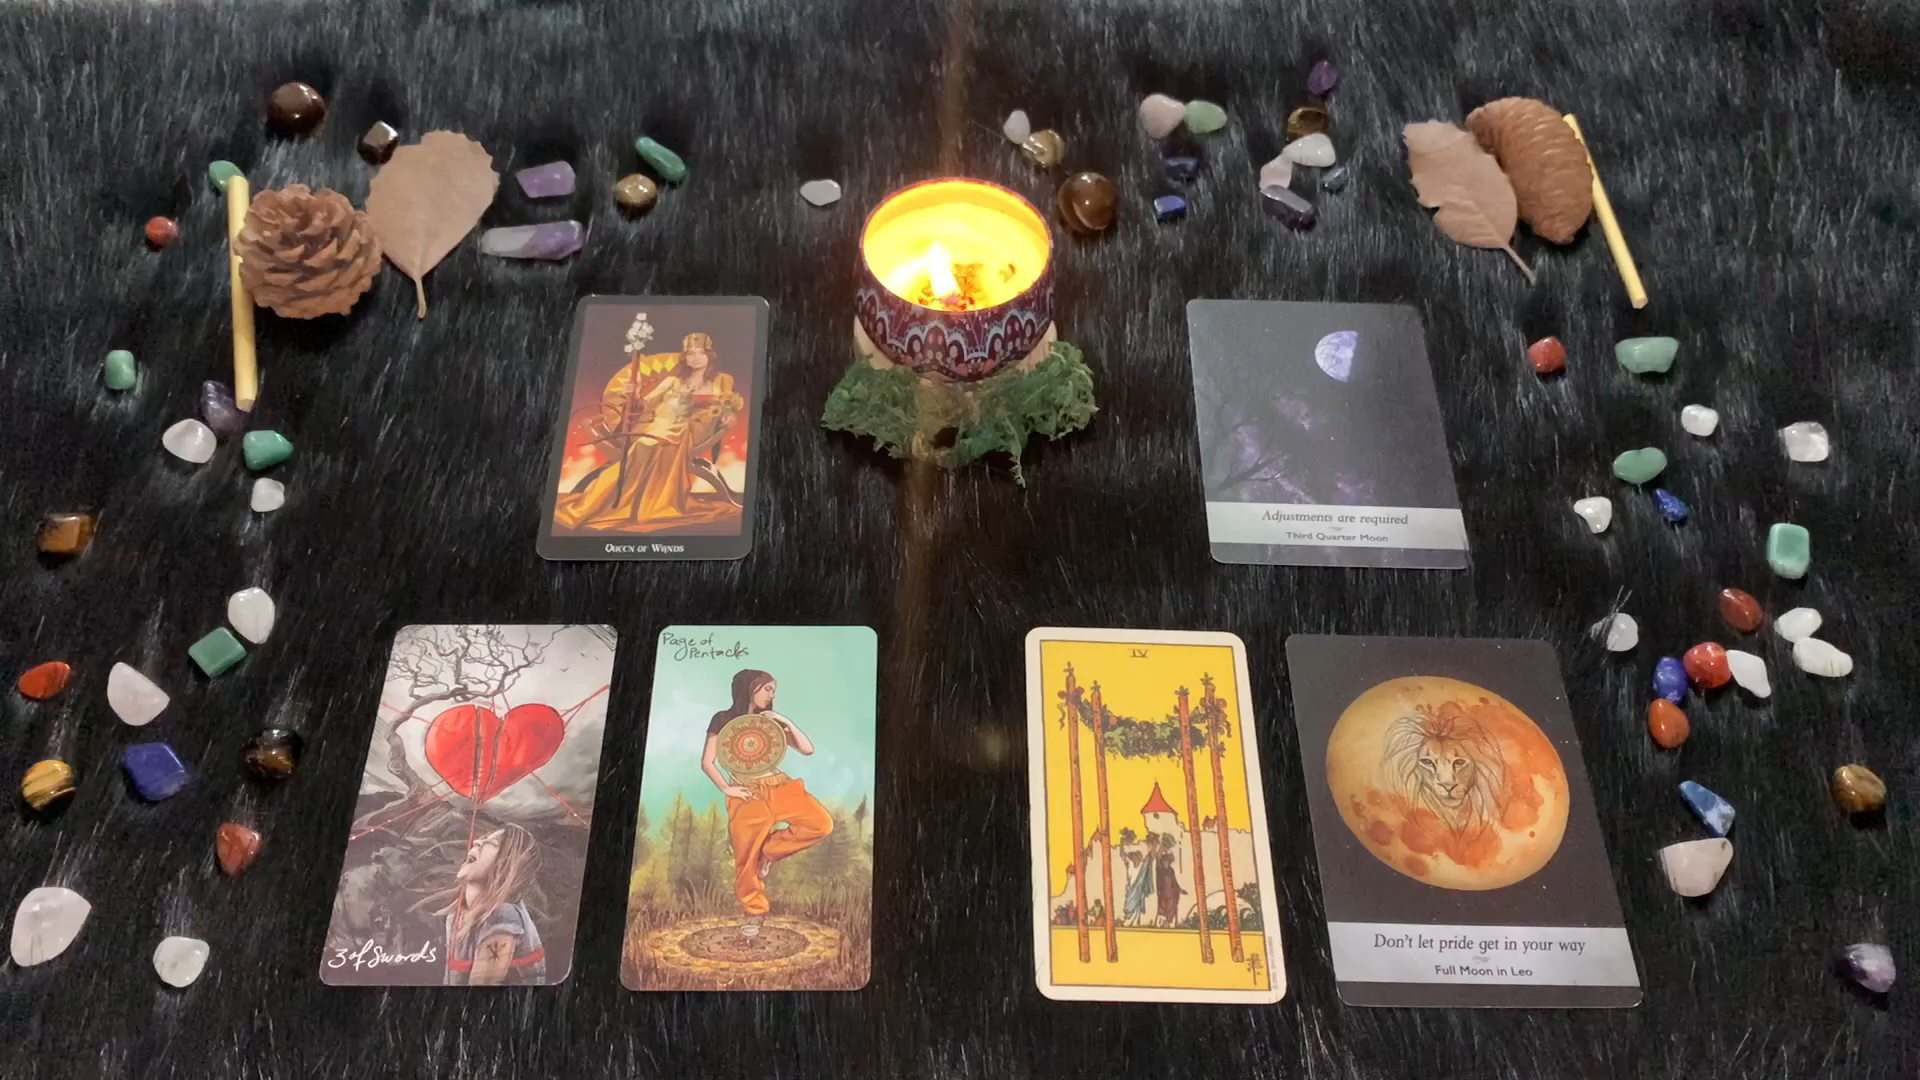 Queen of Wands
Adjustments are required
Third Quarter Moon
3 of Swords
Page of
Pentacles
IV
Don't let pride get in your way
Full Moon in Leo